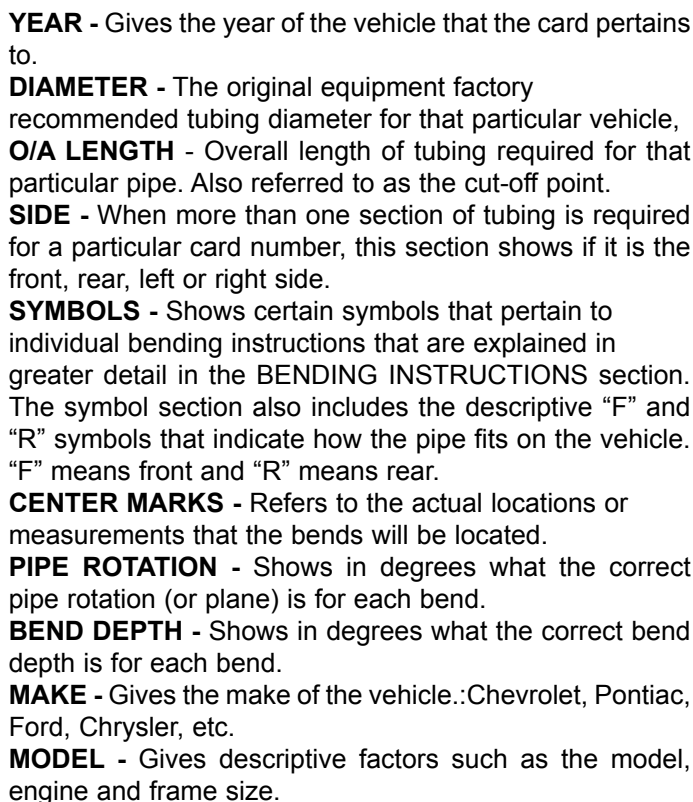 YEAR - Gives the year of the vehicle that the card pertains
to.
DIAMETER - The original equipment factory
recommended tubing diameter for that particular vehicle,
O/A LENGTH - Overall length of tubing required for that
particular pipe. Also referred to as the cut-off point.
SIDE - When more than one section of tubing is required
for a particular card number, this section shows if it is the
front, rear, left or right side.
SYMBOLS - Shows certain symbols that pertain to
individual bending instructions that are explained in
greater detail in the BENDING INSTRUCTIONS section.
The symbol section also includes the descriptive “F” and
“R” symbols that indicate how the pipe fits on the vehicle.
“F” means front and “R” means rear.
CENTER MARKS - Refers to the actual locations or
measurements that the bends will be located.
PIPE ROTATION - Shows in degrees what the correct
pipe rotation (or plane) is for each bend.
BEND DEPTH - Shows in degrees what the correct bend
depth is for each bend.
MAKE - Gives the make of the vehicle.:Chevrolet, Pontiac,
Ford, Chrysler, etc.
MODEL - Gives descriptive factors such as the model,
engine and frame size.